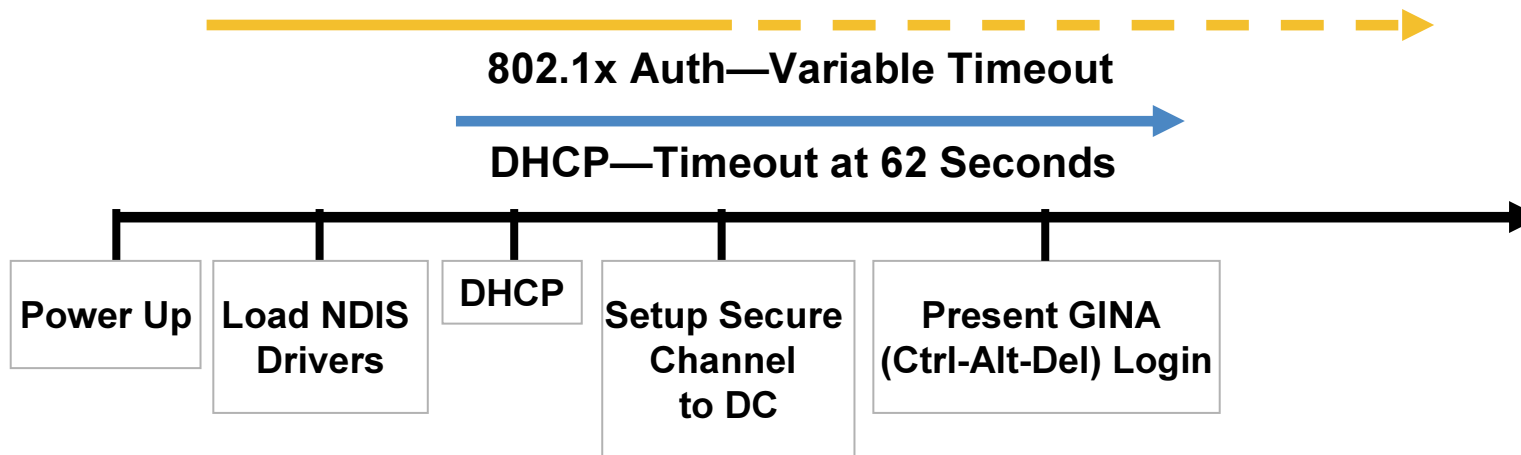 802.1x Auth—Variable Timeout
DHCP—Timeout at 62 Seconds
Power Up
Load NDIS
Drivers
DHCP
Setup Secure
Channel
to DC
Present GINA
(Ctrl-Alt-Del) Login